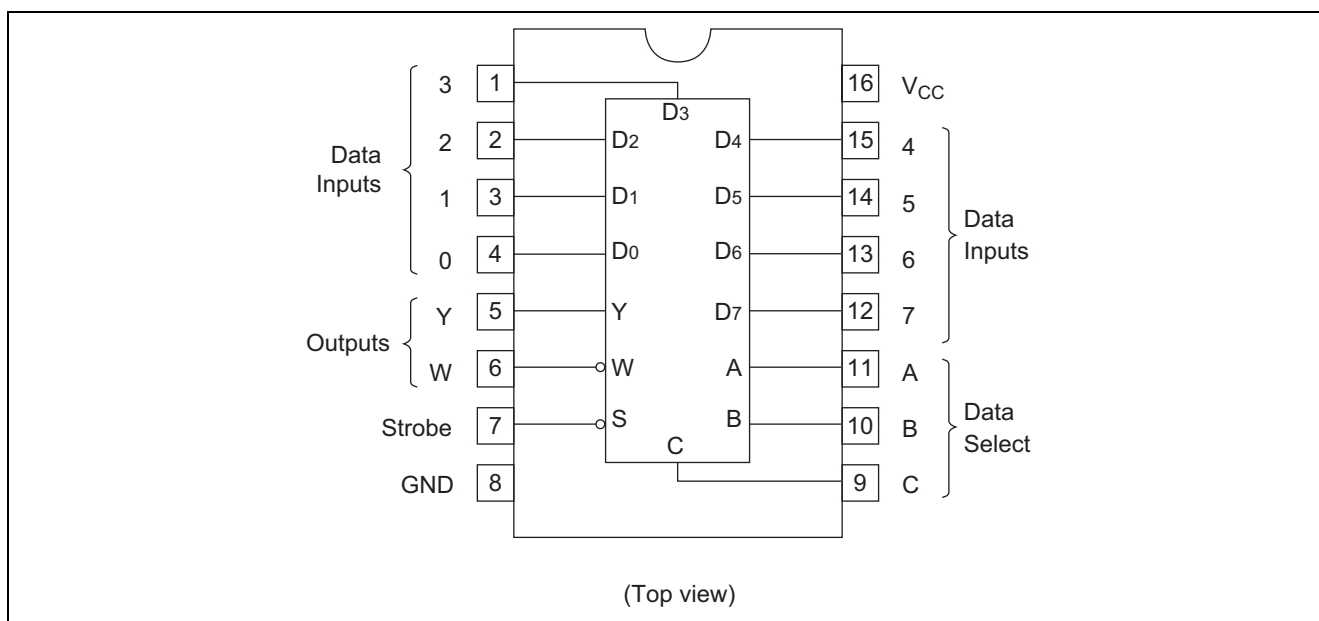 3 1 16 VCC
D3
2 2 D2 D4 15 4
Data Inputs
1 3 D1 D5 14 5
Data Inputs
0 4 D0 D6 13 6
Y 5 Y D7 12 7
Outputs
W 6 W A 11 A
Strobe 7 S B 10 B
Data Select
C
GND 8 9 C
(Top view)